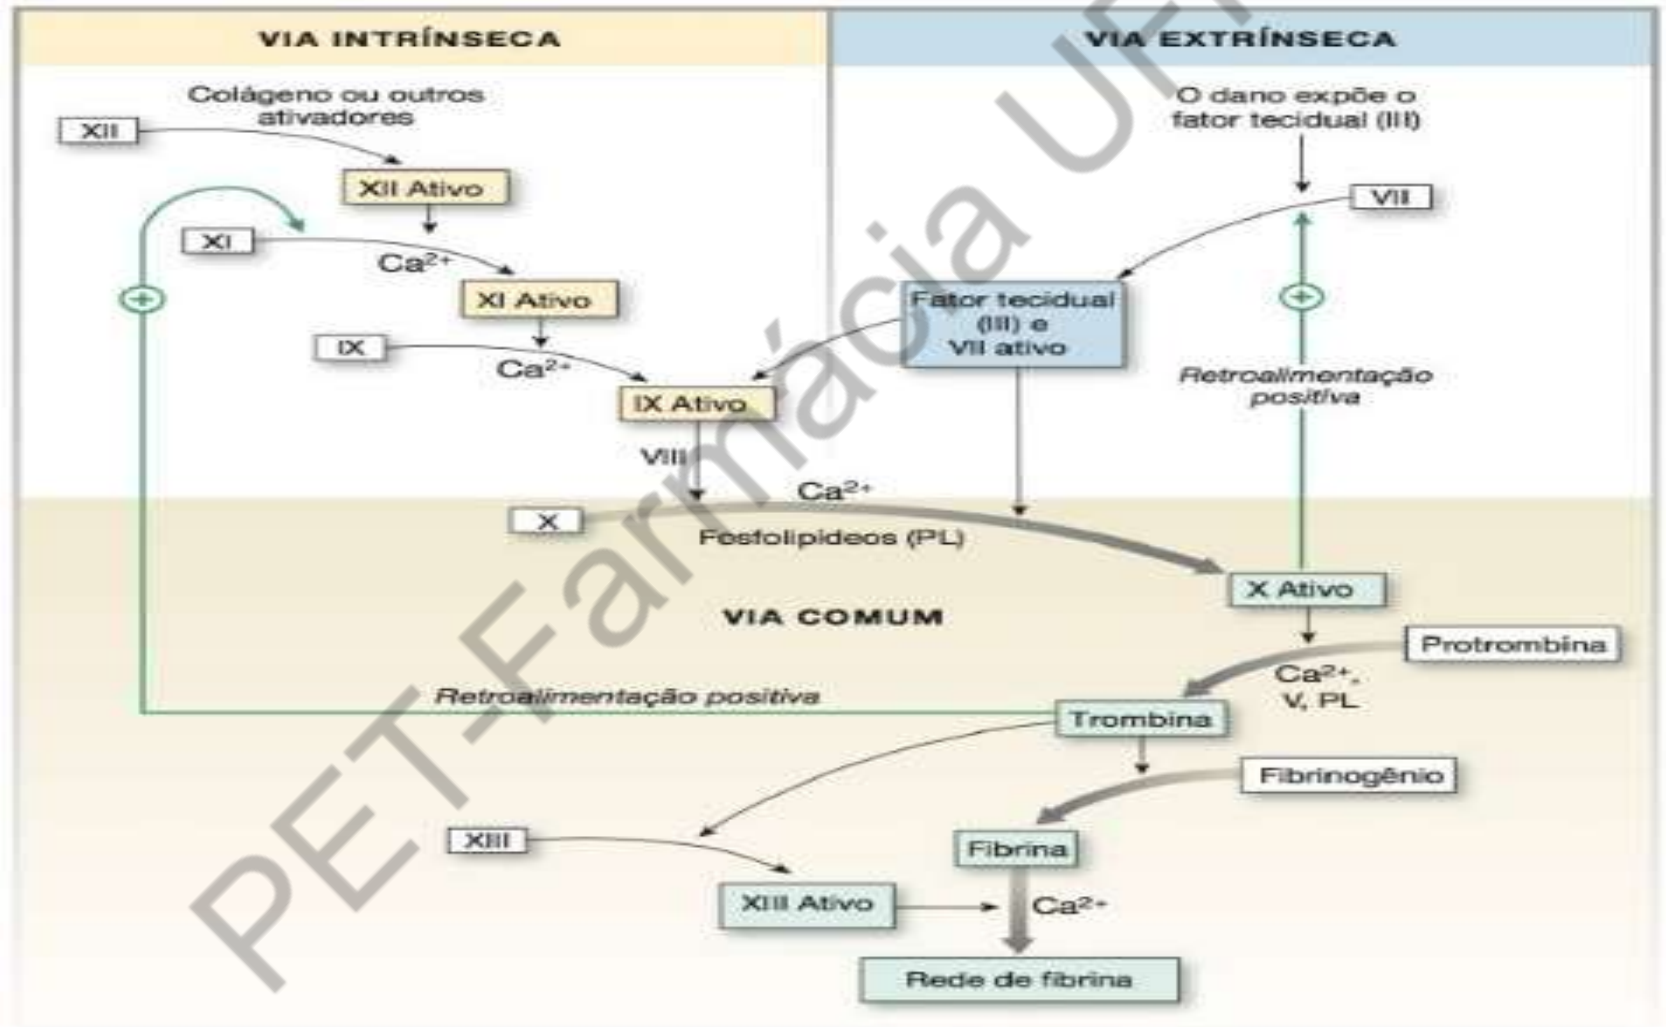 VIA INTRÍNSECA
VIA EXTRÍNSECA
Colágeno ou outros
ativadores
XII
XII Ativo
XI
Ca²⁺
XI Ativo
IX
Ca²⁺
IX Ativo
VIII
O dano expõe o
fator tecidual (III)
VII
Fator tecidual
(III) e
VII ativo
Retroalimentação
positiva
+
+
Ca²⁺
X
Fosfolipídeos (PL)
X Ativo
VIA COMUM
Protrombina
Ca²⁺,
V, PL
Retroalimentação positiva
Trombina
Fibrinogênio
XIII
Fibrina
XIII Ativo
Ca²⁺
Rede de fibrina
PET-Farmácia